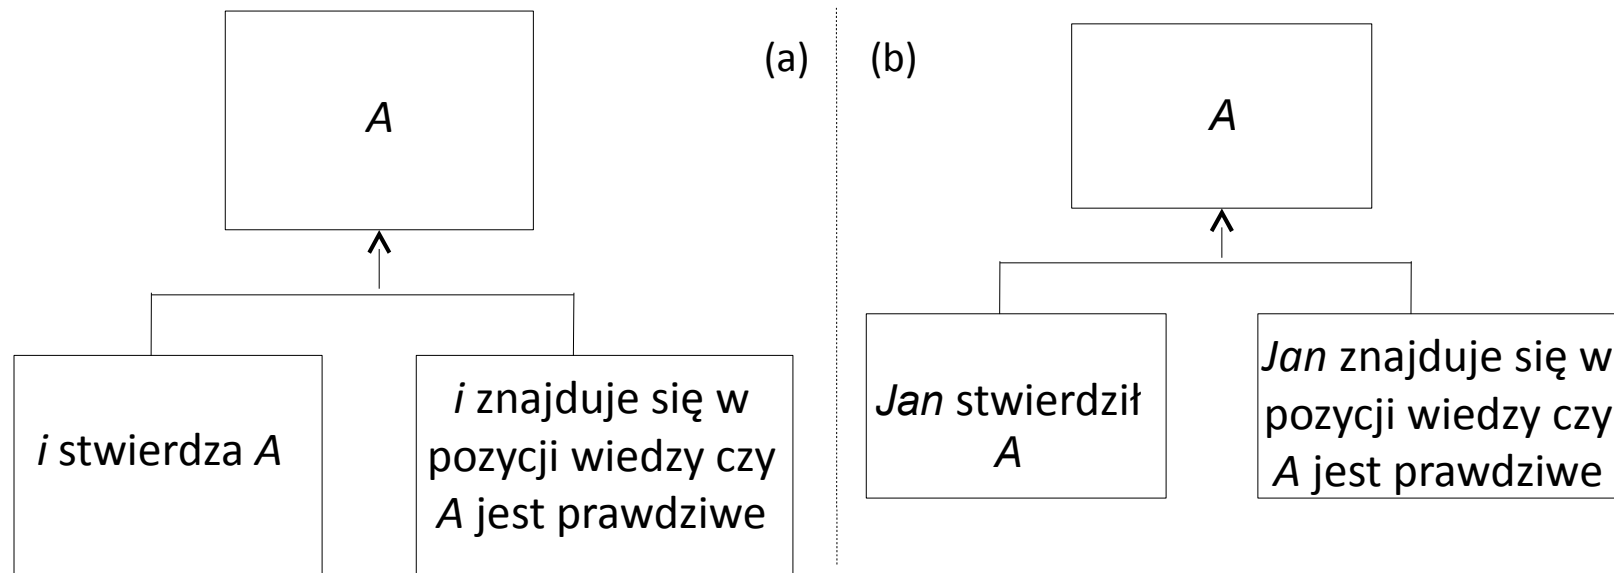 (a)
A
i stwierdza A
i znajduje się w
pozycji wiedzy czy
A jest prawdziwe
(b)
A
Jan stwierdził
A
Jan znajduje się w
pozycji wiedzy czy
A jest prawdziwe